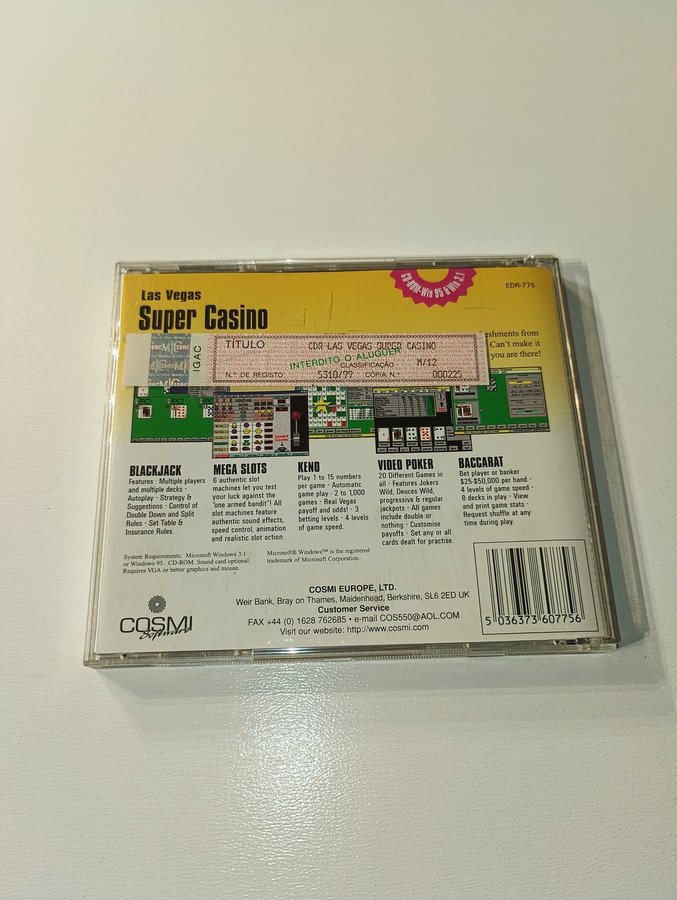 CD-ROM-Win 95 & Win 3.1
EDR-775
Las Vegas
Super Casino
eshments from
Can't make it
you are there!
IGAC
TÍTULO
CDR LAS VEGAS SUPER CASINO
INTERDITO O ALUGUER
CLASSIFICAÇÃO
M/12
N.º DE REGISTO
5310/99
CÓPIA N.º
000225
BLACKJACK
Features · Multiple players
and multiple decks ·
Autoplay · Strategy &
Suggestions · Control of
Double Down and Split
Rules · Set Table &
Insurance Rules.
MEGA SLOTS
6 authentic slot
machines let you test
your luck against the
"one armed bandit"! All
slot machines feature
authentic sound effects,
speed control, animation
and realistic slot action.
KENO
Play 1 to 15 numbers
per game · Automatic
game play · 2 to 1,000
games · Real Vegas
payoff and odds! · 3
betting levels · 4 levels
of game speed.
VIDEO POKER
20 Different Games in
all · Features Jokers
Wild, Deuces Wild,
progressive & regular
jackpots · All games
include double or
nothing · Customise
payoffs · Set any or all
cards dealt for practise.
BACCARAT
Bet player or banker
$25-$50,000 per hand ·
4 levels of game speed ·
8 decks in play · View
and print game stats ·
Request shuffle at any
time during play.
System Requirements: Microsoft Windows 3.1
or Windows 95. CD-ROM. Sound card optional.
Requires VGA or better graphics and mouse.
Microsoft® Windows™ is the registered
trademark of Microsoft Corporation.
COSMI
Software
COSMI EUROPE, LTD.
Weir Bank, Bray on Thames, Maidenhead, Berkshire, SL6 2ED UK
Customer Service
FAX +44 (0) 1628 762685 • e-mail COS550@AOL.COM
Visit our website: http://www.cosmi.com
5 036373 607756